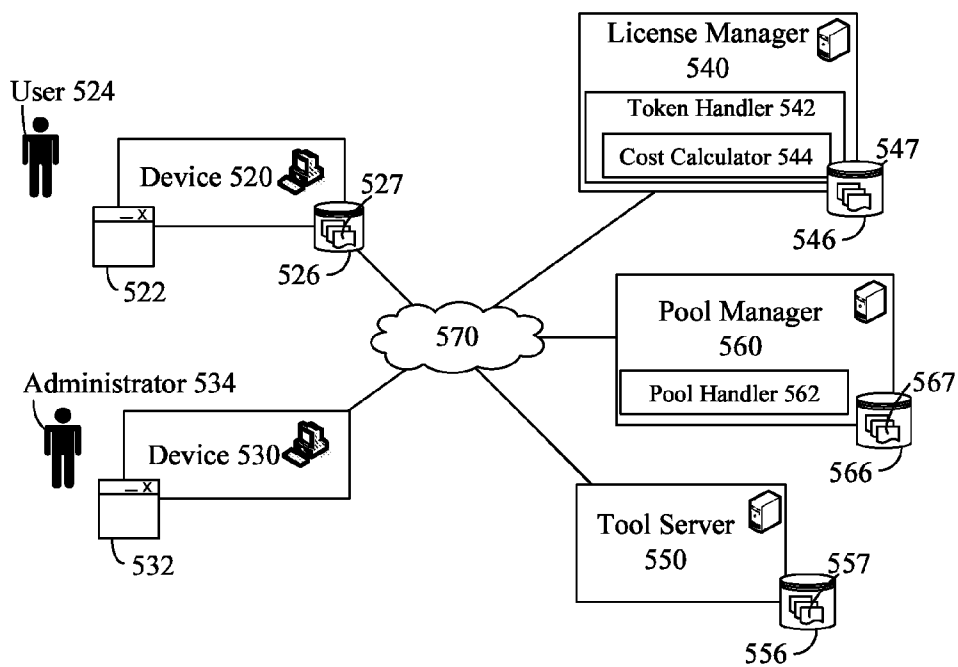 User 524
Device 520
_ X
522
527
526
Administrator 534
Device 530
_ X
532
570
License Manager
540
Token Handler 542
Cost Calculator 544
547
546
Pool Manager
560
Pool Handler 562
567
566
Tool Server
550
557
556